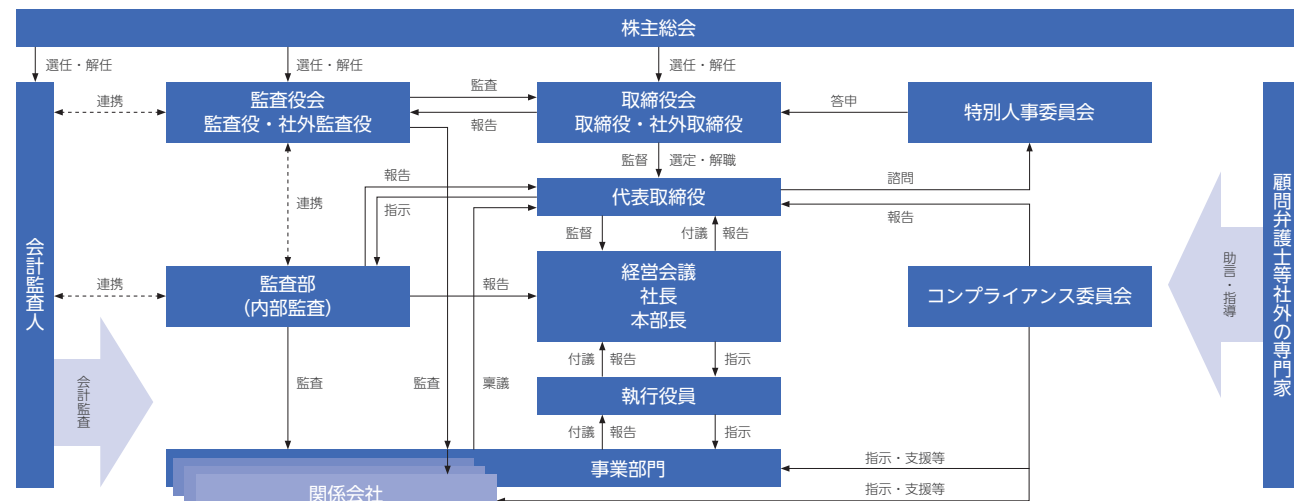 株主総会
選任・解任
選任・解任
選任・解任
会計監査人
連携
監査役会
監査役・社外監査役
監査
報告
取締役会
取締役・社外取締役
答申
特別人事委員会
監督
選定・解職
報告
指示
代表取締役
諮問
報告
連携
監督
付議
報告
連携
監査部
(内部監査)
報告
経営会議
社長
本部長
コンプライアンス委員会
助言・指導
顧問弁護士等社外の専門家
会計監査
監査
監査
稟議
付議
報告
指示
執行役員
付議
報告
指示
事業部門
指示・支援等
関係会社
指示・支援等